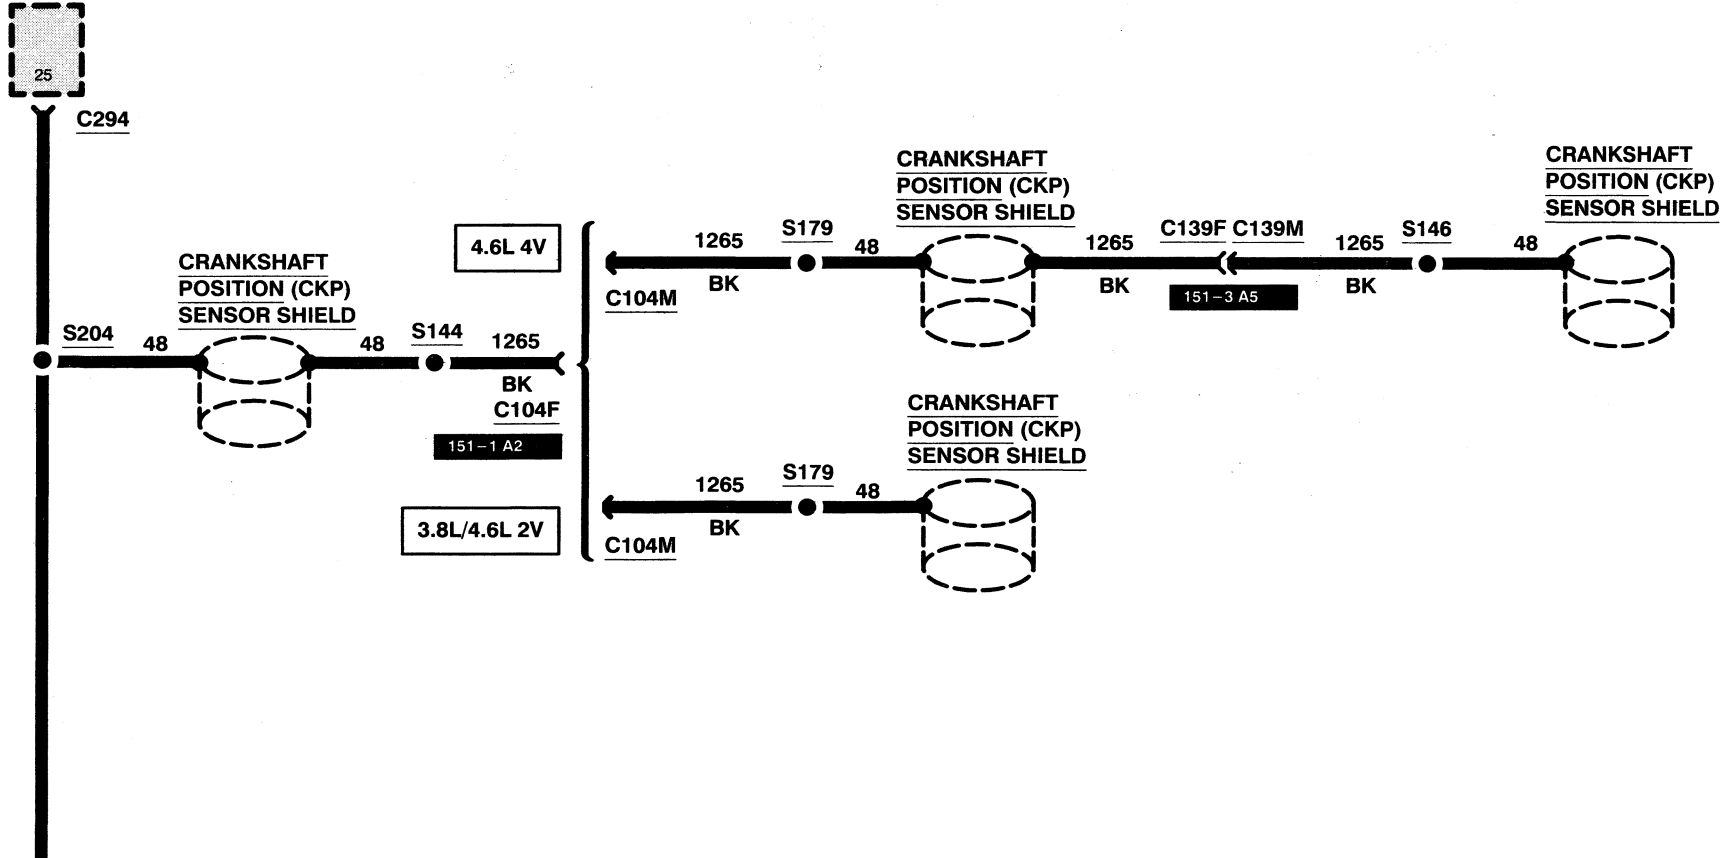 25
C294
S204
48
CRANKSHAFT
POSITION (CKP)
SENSOR SHIELD
48
S144
1265
BK
C104F
151-1 A2
4.6L 4V
C104M
1265
BK
S179
48
CRANKSHAFT
POSITION (CKP)
SENSOR SHIELD
1265
BK
C139F C139M
151-3 A5
1265
BK
S146
48
CRANKSHAFT
POSITION (CKP)
SENSOR SHIELD
3.8L/4.6L 2V
C104M
1265
BK
S179
48
CRANKSHAFT
POSITION (CKP)
SENSOR SHIELD